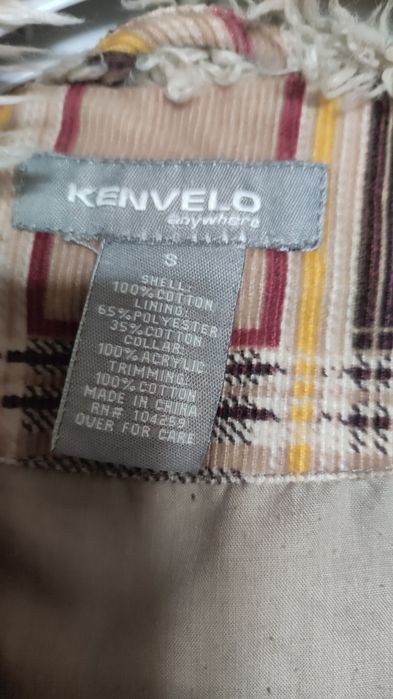 KENVELO
anywhere
S
SHELL:
100%COTTON
LINING:
65%POLYESTER
35%COTTON
COLLAR:
100%ACRYLIC
TRIMMING:
100%COTTON
MADE IN CHINA
RN# 104259
OVER FOR CARE